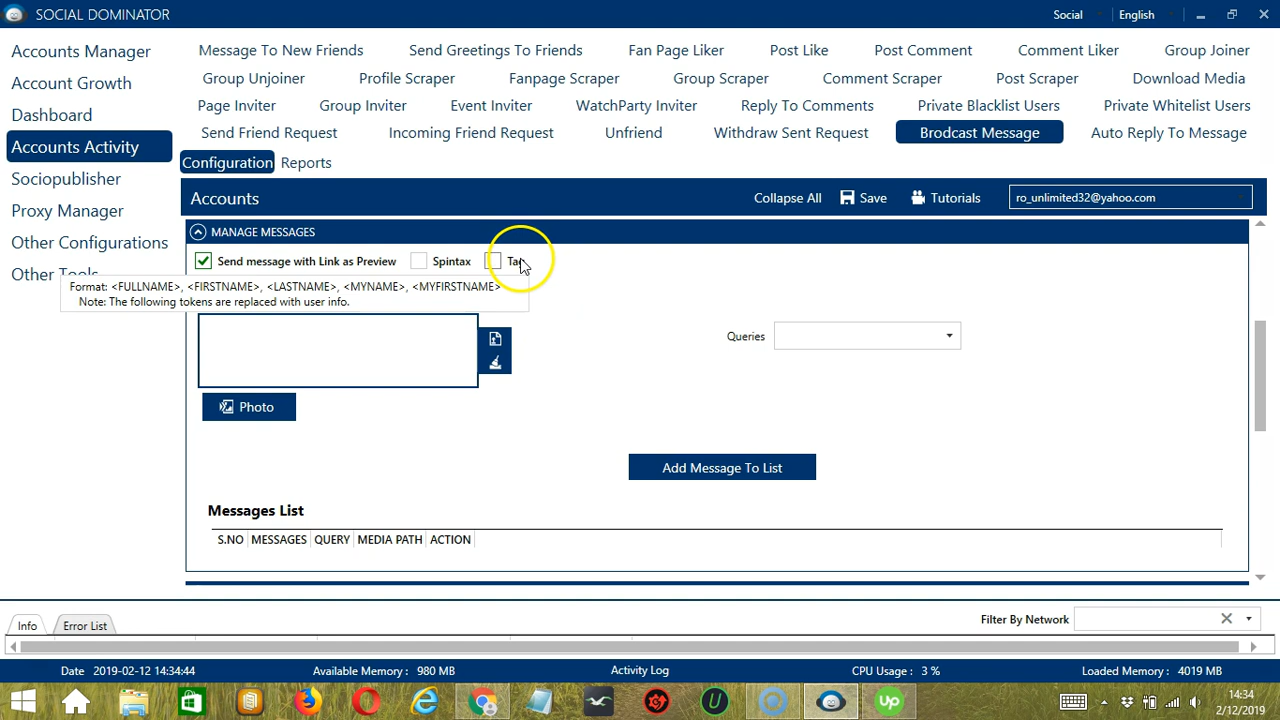 SOCIAL DOMINATOR
Social
English
Accounts Manager
Account Growth
Dashboard
Accounts Activity
Sociopublisher
Proxy Manager
Other Configurations
Other Tools
Message To New Friends Send Greetings To Friends Fan Page Liker Post Like Post Comment Comment Liker Group Joiner
Group Unjoiner Profile Scraper Fanpage Scraper Group Scraper Comment Scraper Post Scraper Download Media
Page Inviter Group Inviter Event Inviter WatchParty Inviter Reply To Comments Private Blacklist Users Private Whitelist Users
Send Friend Request Incoming Friend Request Unfriend Withdraw Sent Request Brodcast Message Auto Reply To Message
Configuration Reports
Accounts Collapse All Save Tutorials ro_unlimited32@yahoo.com
MANAGE MESSAGES
Send message with Link as Preview Spintax
Format: <FULLNAME>, <FIRSTNAME>, <LASTNAME>, <MYNAME>, <MYFIRSTNAME>
Note: The following tokens are replaced with user info.
Queries
Photo
Add Message To List
Messages List
S.NO MESSAGES QUERY MEDIA PATH ACTION
Info Error List Filter By Network
Date 2019-02-12 14:34:44 Available Memory : 980 MB Activity Log CPU Usage : 3 % Loaded Memory : 4019 MB
Up
U
14:34
2/12/2019